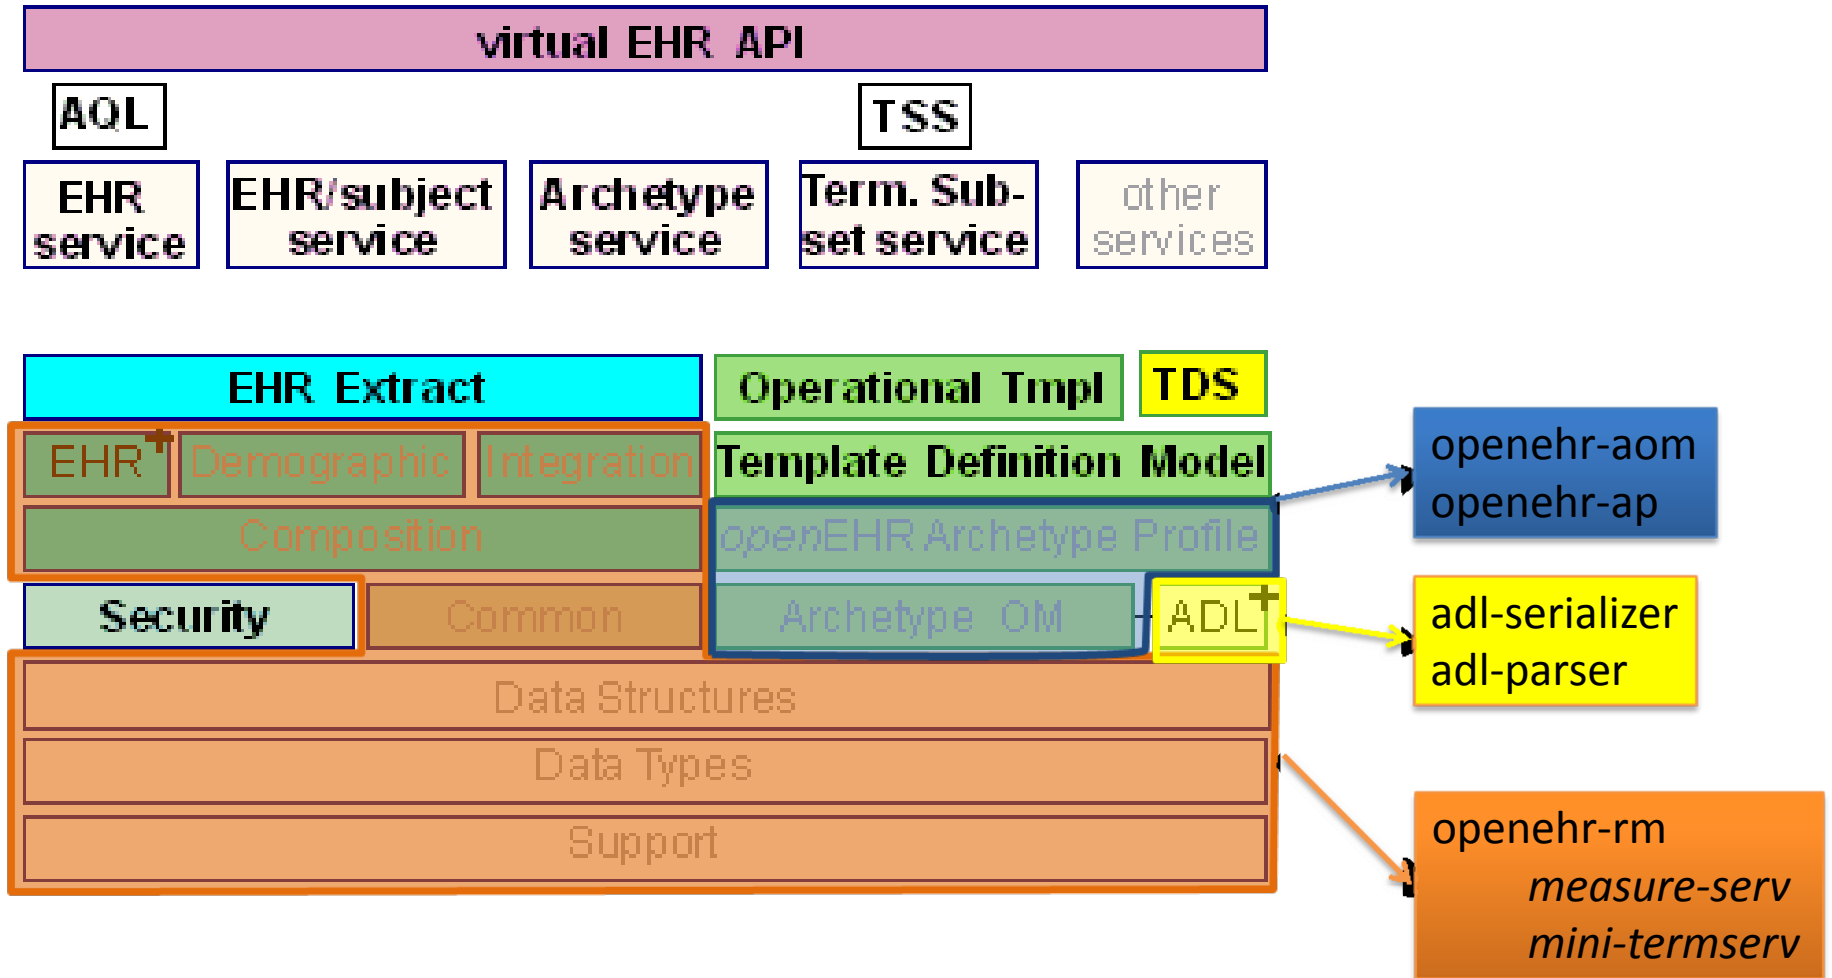 virtual EHR API
AQL
TSS
EHR
service
EHR/subject
service
Archetype
service
Term. Sub-
set service
other
services
EHR Extract
Operational Tmpl
TDS
EHR+
Demographic
Integration
Template Definition Model
Composition
openEHR Archetype Profile
Security
Common
Archetype OM
ADL+
Data Structures
Data Types
Support
openehr-aom
openehr-ap
adl-serializer
adl-parser
openehr-rm
measure-serv
mini-termserv